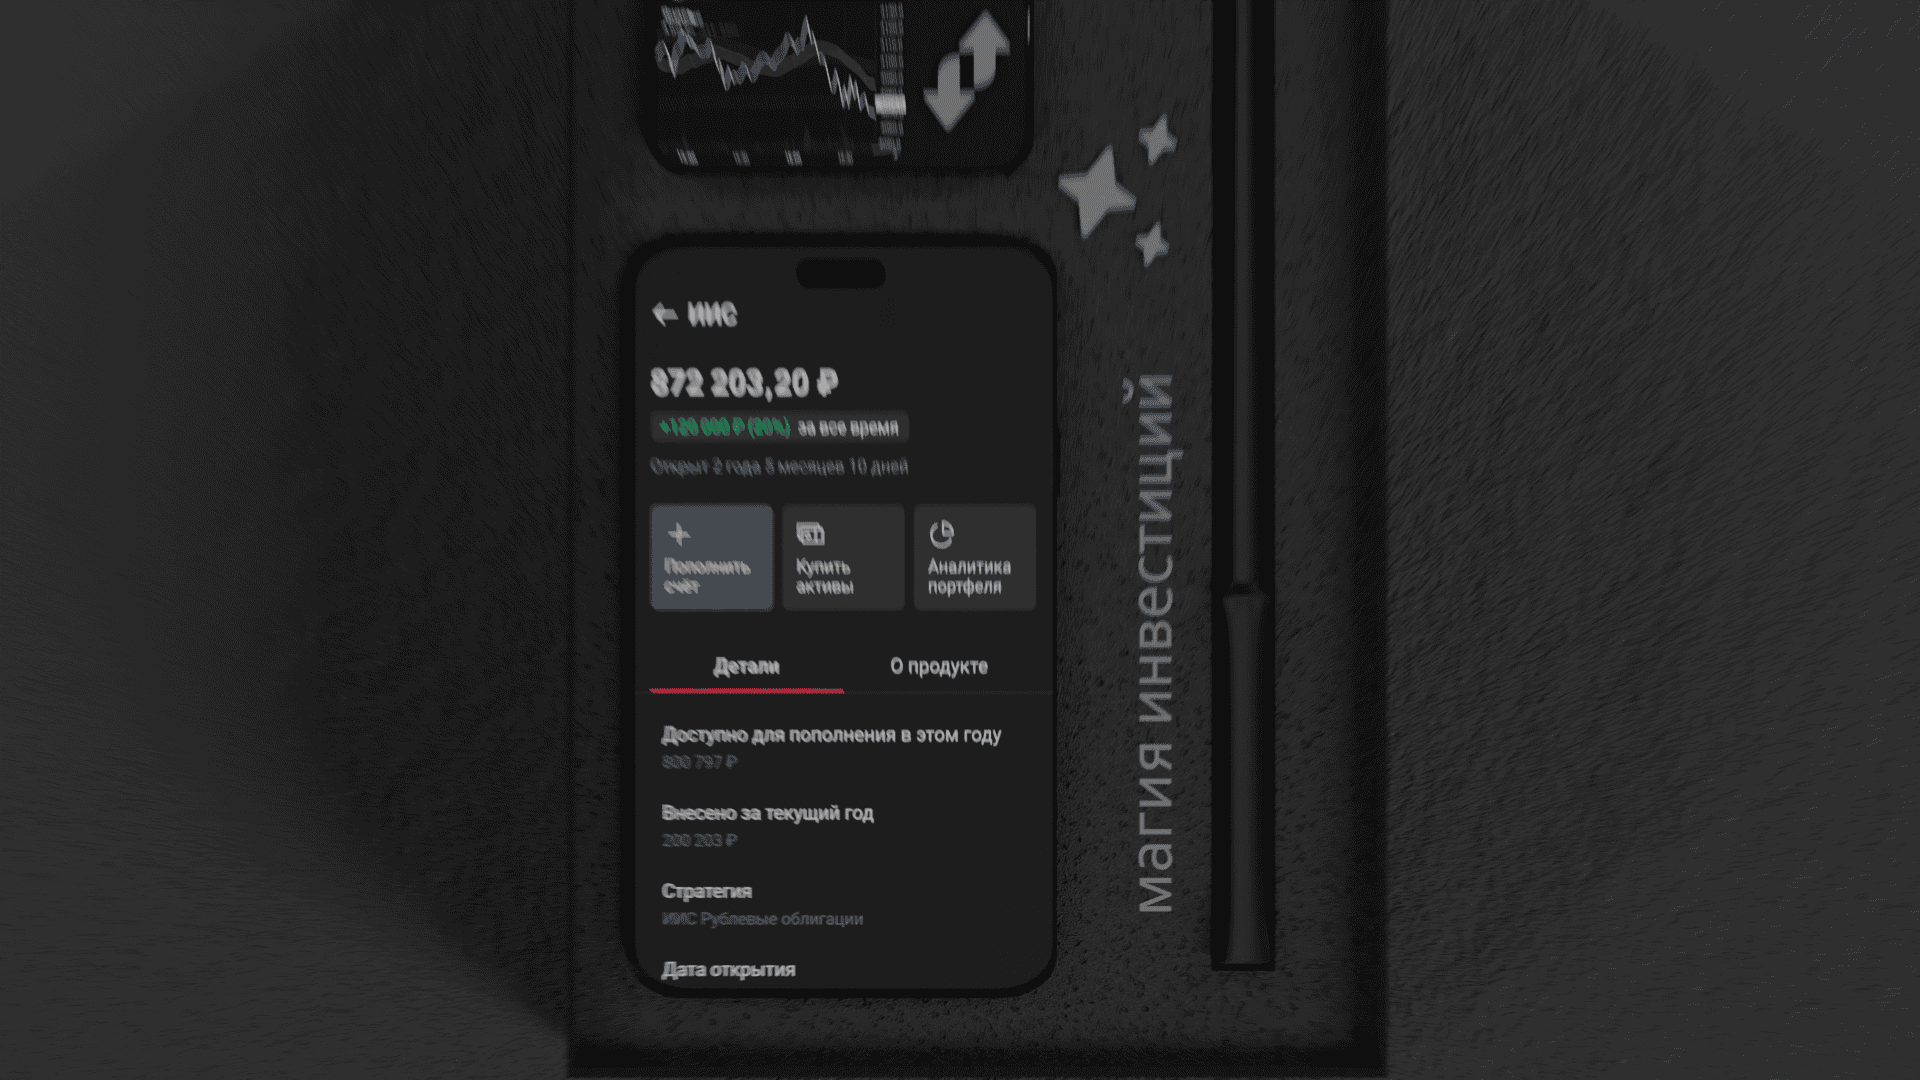 ИИС
872 203,20 ₽
+120 000 ₽ (20%) за все время
Открыт 2 года 5 месяцев 10 дней
Пополнить
счёт
Купить
активы
Аналитика
портфеля
Детали
О продукте
Доступно для пополнения в этом году
800 797 ₽
Внесено за текущий год
200 203 ₽
Стратегия
ИИС Рублевые облигации
Дата открытия
магия инвестиций